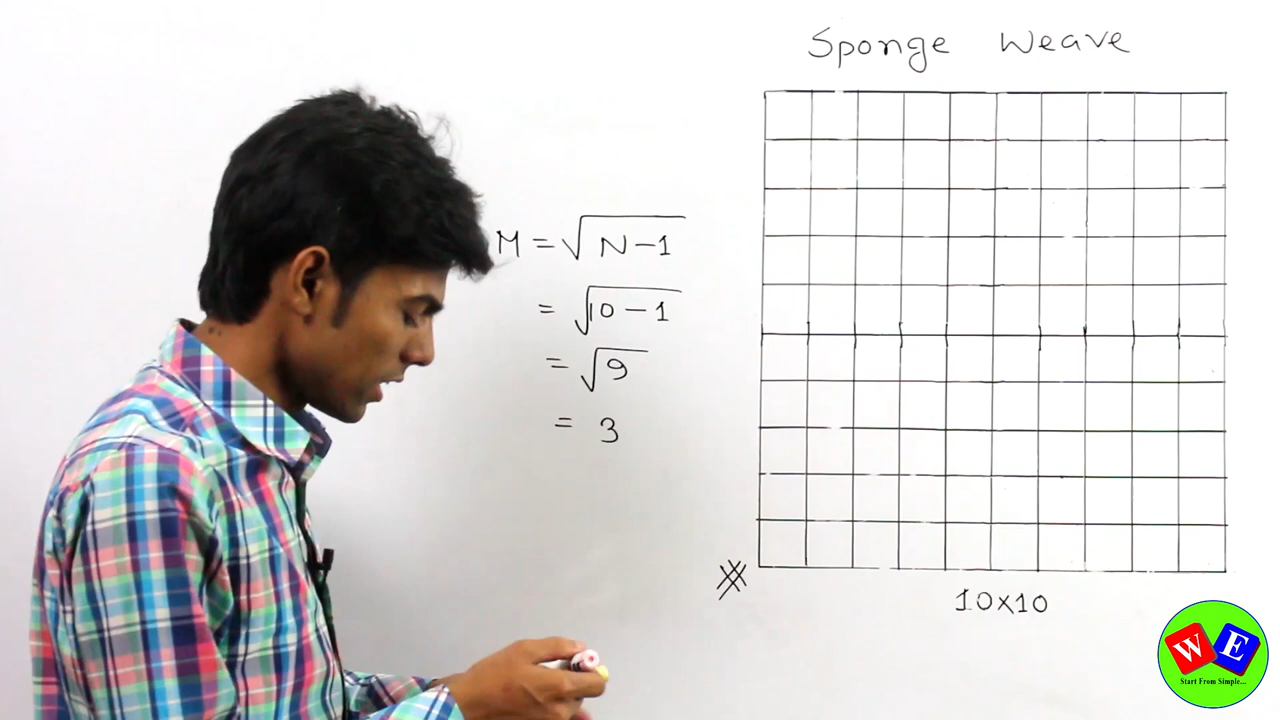 Sponge Weave
M = √N-1
= √10-1
= √9
= 3
10x10
W E
Start From Simple...